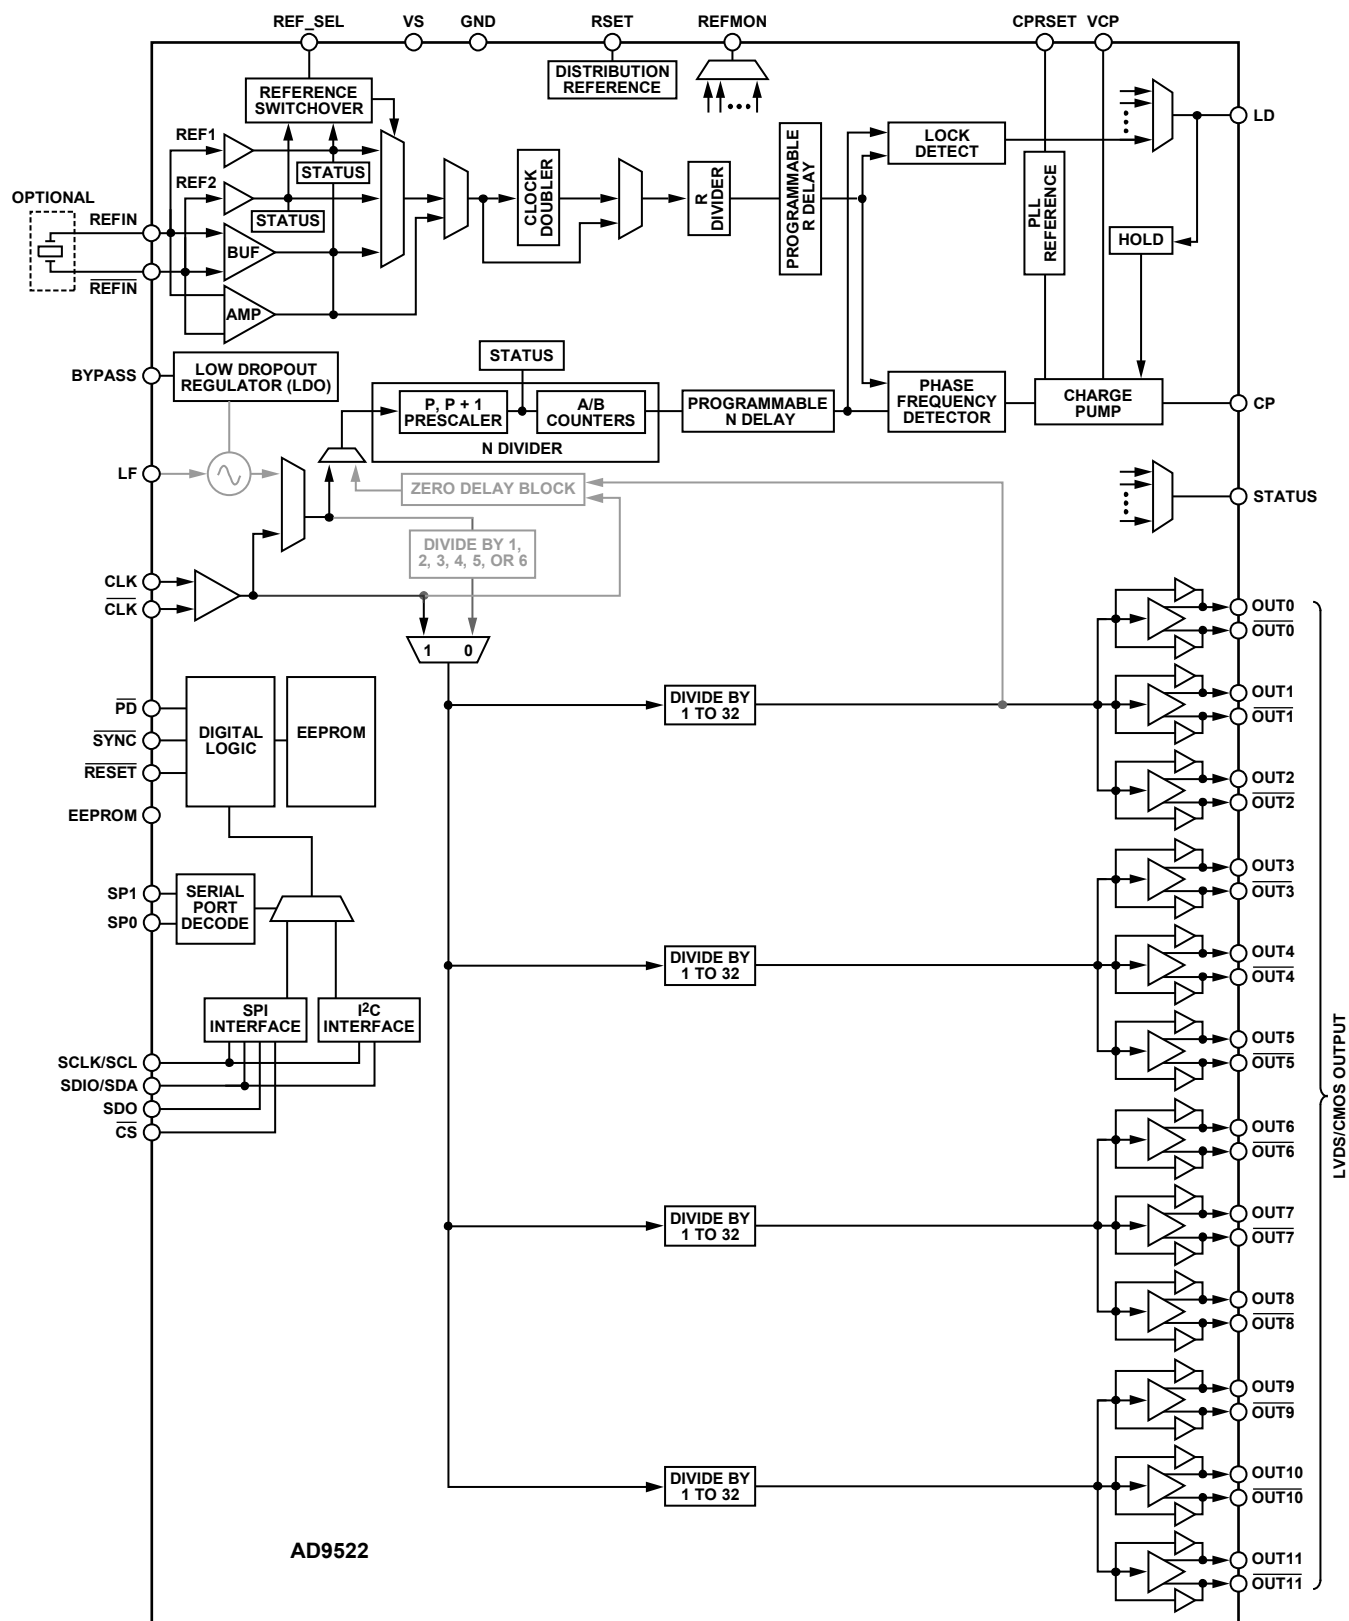 REF_SEL
VS
GND
RSET
REFMON
CPRSET
VCP
DISTRIBUTION
REFERENCE
REFERENCE
SWITCHOVER
REF1
STATUS
REF2
STATUS
BUF
AMP
OPTIONAL
REFIN
REFIN
CLOCK
DOUBLER
R
DIVIDER
PROGRAMMABLE
R DELAY
LOCK
DETECT
PLL
REFERENCE
LD
HOLD
BYPASS
LOW DROPOUT
REGULATOR (LDO)
STATUS
P, P + 1
PRESCALER
A/B
COUNTERS
N DIVIDER
PROGRAMMABLE
N DELAY
PHASE
FREQUENCY
DETECTOR
CHARGE
PUMP
CP
LF
ZERO DELAY BLOCK
STATUS
DIVIDE BY 1,
2, 3, 4, 5, OR 6
CLK
CLK
1 0
OUT0
OUT0
PD
SYNC
RESET
EEPROM
DIGITAL
LOGIC
EEPROM
DIVIDE BY
1 TO 32
OUT1
OUT1
OUT2
OUT2
SP1
SP0
SERIAL
PORT
DECODE
OUT3
OUT3
DIVIDE BY
1 TO 32
OUT4
OUT4
SPI
INTERFACE
I2C
INTERFACE
OUT5
OUT5
SCLK/SCL
SDIO/SDA
SDO
CS
OUT6
OUT6
DIVIDE BY
1 TO 32
OUT7
OUT7
OUT8
OUT8
OUT9
OUT9
DIVIDE BY
1 TO 32
OUT10
OUT10
OUT11
OUT11
LVDS/CMOS OUTPUT
AD9522